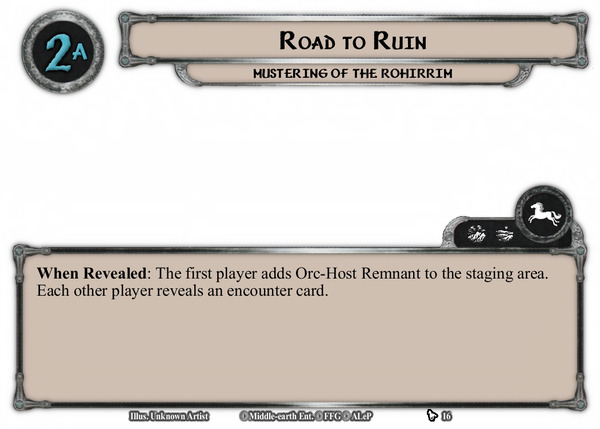 2A
Road to Ruin
Mustering of the Rohirrim
When Revealed: The first player adds Orc-Host Remnant to the staging area.
Each other player reveals an encounter card.
Illus. Unknown Artist © Middle-earth Ent. © FFG © ALeP 16